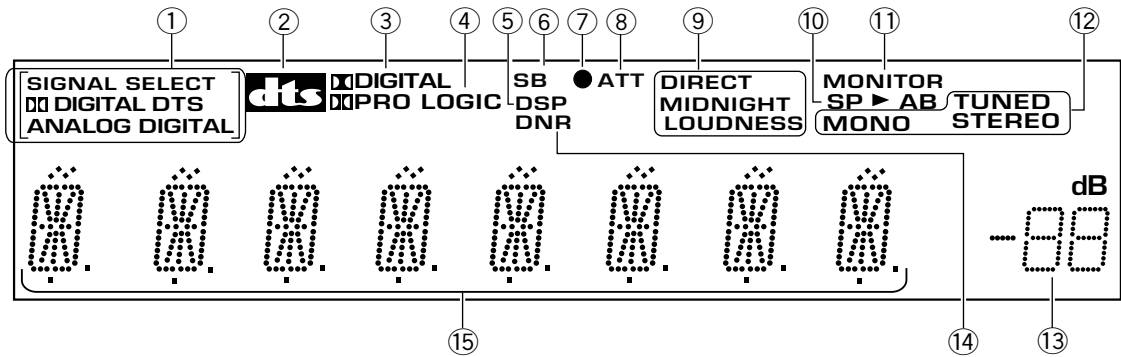 ① ② ③ ④ ⑤ ⑥ ⑦ ⑧ ⑨ ⑩ ⑪ ⑫
SIGNAL SELECT
DIGITAL DTS
ANALOG DIGITAL
dts
DIGITAL
PRO LOGIC
SB
DSP
DNR
ATT
DIRECT
MIDNIGHT
LOUDNESS
MONITOR
SP ► AB
MONO
TUNED
STEREO
dB
-88
⑮ ⑭ ⑬